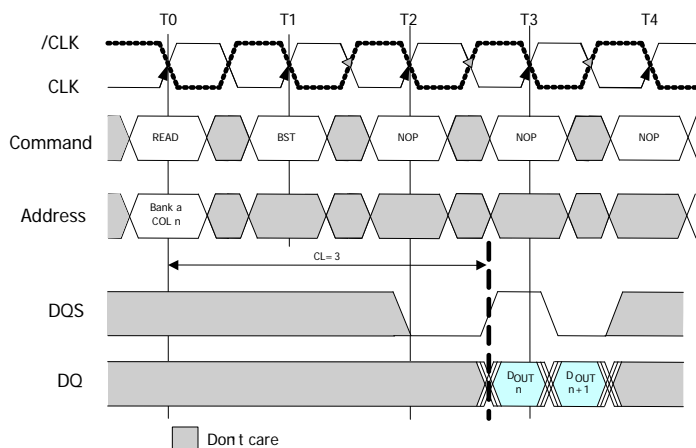 T0 T1 T2 T3 T4
/CLK
CLK
Command READ BST NOP NOP NOP
Address Bank a
COL n
CL= 3
DQS
DQ DOUT
n DOUT
n+1
Don t care